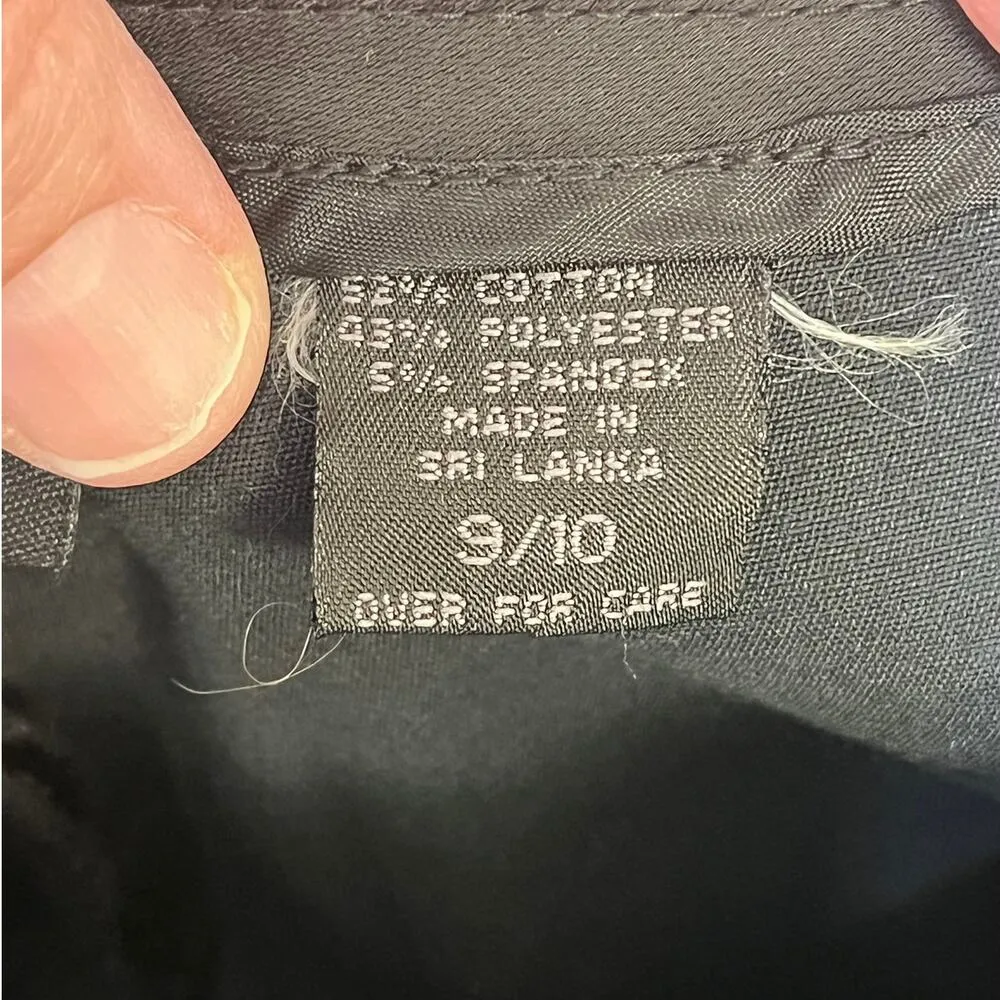 52% COTTON
43% POLYESTER
5% SPANDEX
MADE IN
SRI LANKA
9/10
OVER FOR CARE